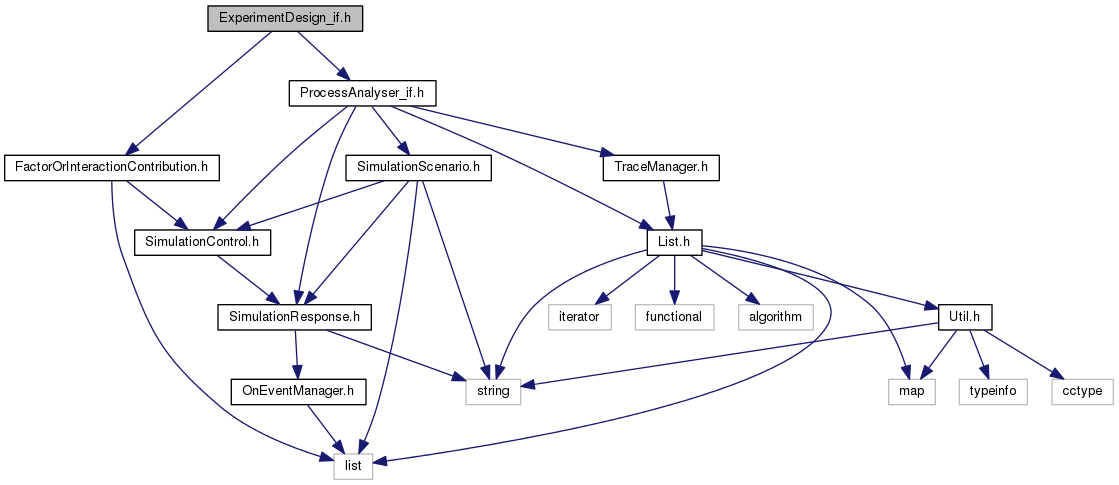 ExperimentDesign_if.h
ProcessAnalyser_if.h
FactorOrInteractionContribution.h
SimulationScenario.h
TraceManager.h
SimulationControl.h
List.h
SimulationResponse.h
iterator
functional
algorithm
Util.h
OnEventManager.h
string
map
typeinfo
cctype
list